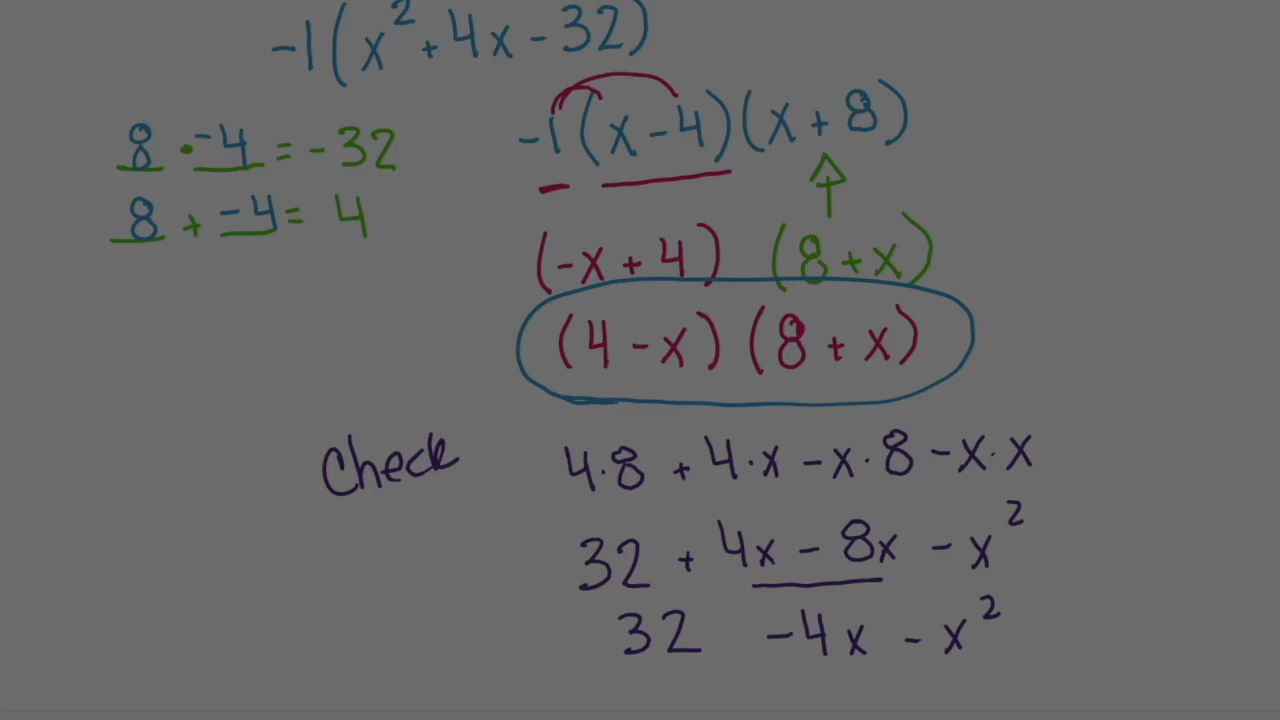 -1(x² + 4x - 32)
-1(x - 4)(x + 8)
8 · -4 = -32
8 + -4 = 4
(-x + 4) (8 + x)
(4 - x) (8 + x)
Check
4·8 + 4·x - x·8 - x·x
32 + 4x - 8x - x²
32 -4x - x²